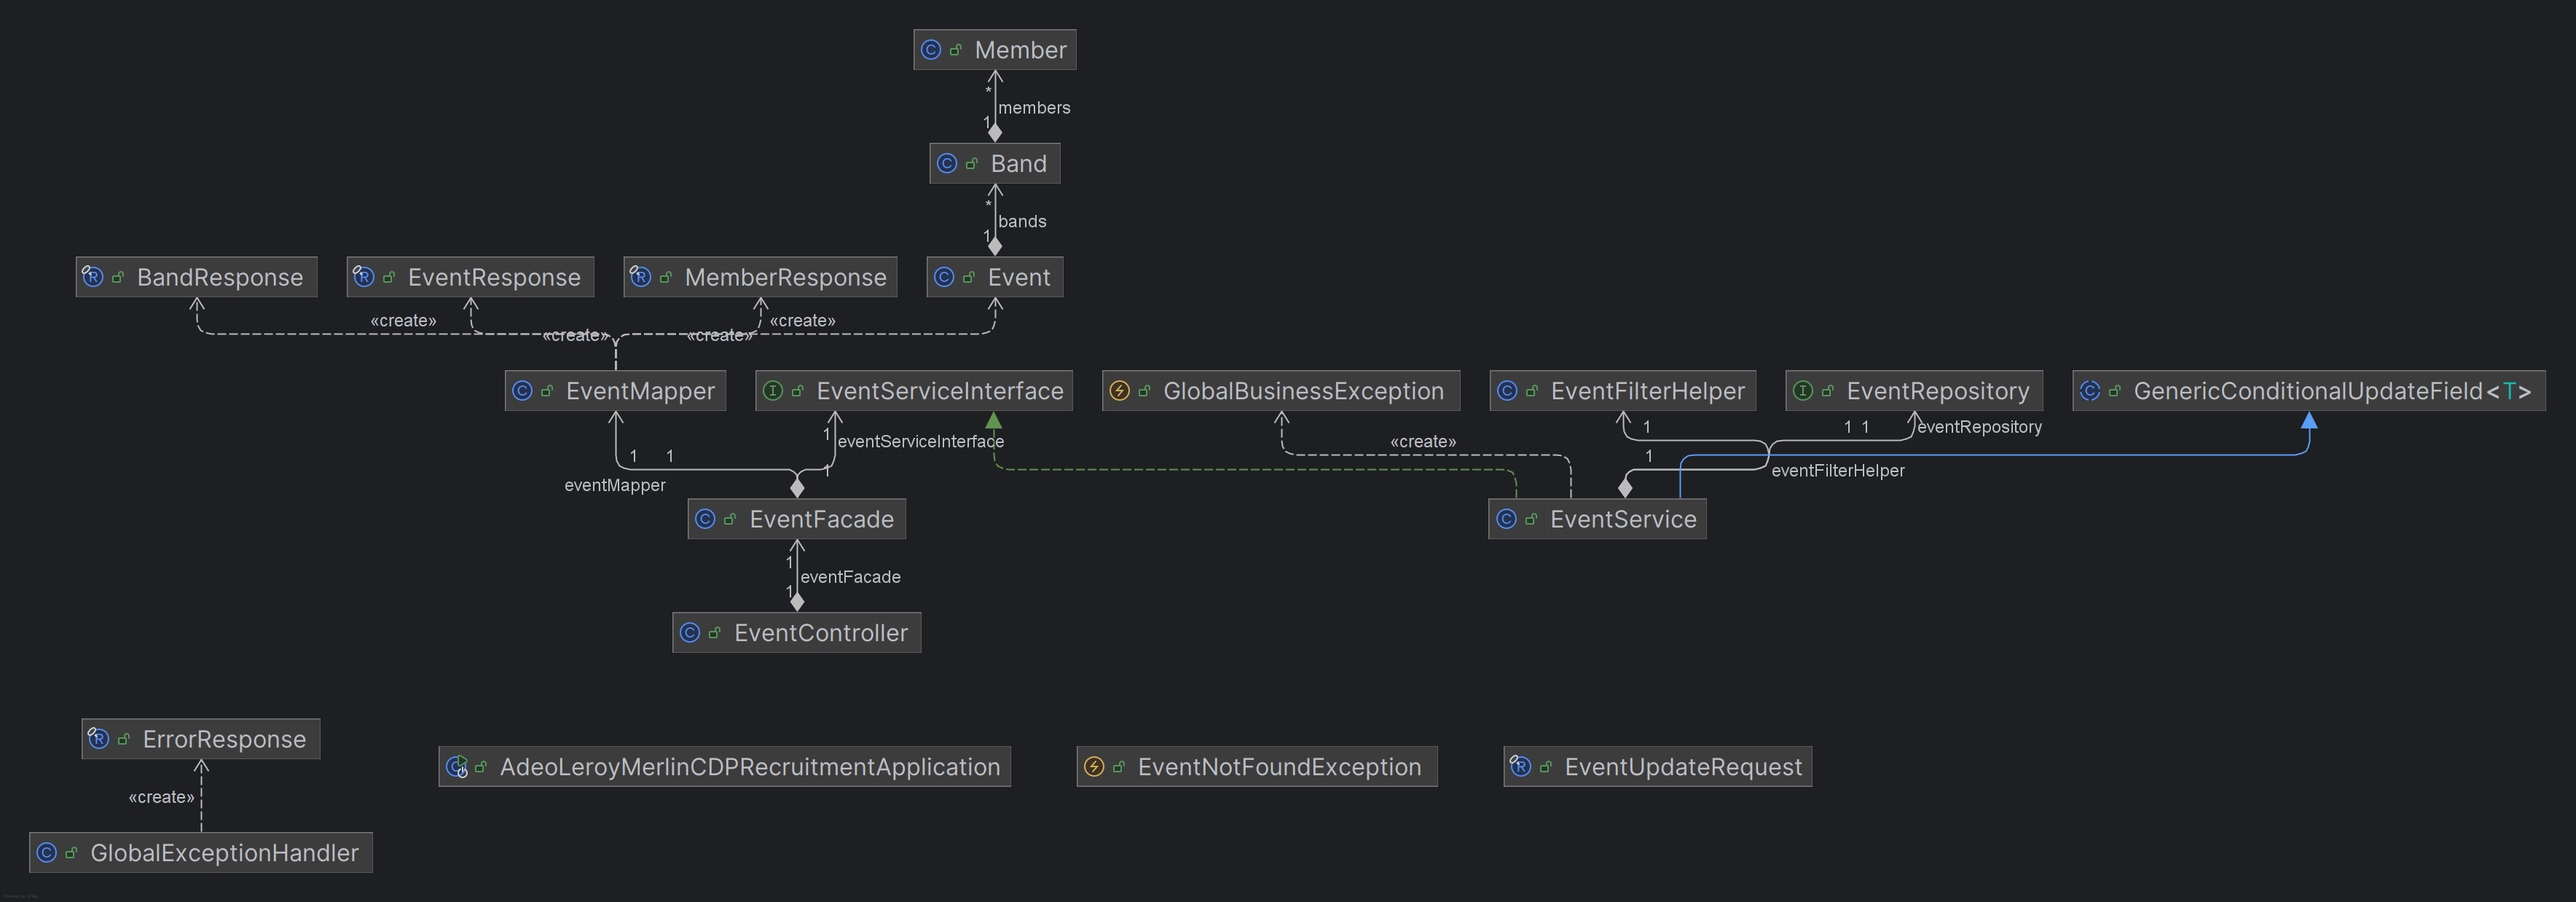 Member
*
members
1
Band
*
bands
1
BandResponse
EventResponse
MemberResponse
Event
«create»
«create»
«create»
«create»
EventMapper
EventServiceInterface
GlobalBusinessException
EventFilterHelper
EventRepository
GenericConditionalUpdateField<T>
1
eventServiceInterface
«create»
1
1 1
eventRepository
1 1
1
1
eventMapper
eventFilterHelper
EventFacade
EventService
1
eventFacade
1
EventController
ErrorResponse
AdeoLeroyMerlinCDPRecruitmentApplication
EventNotFoundException
EventUpdateRequest
«create»
GlobalExceptionHandler